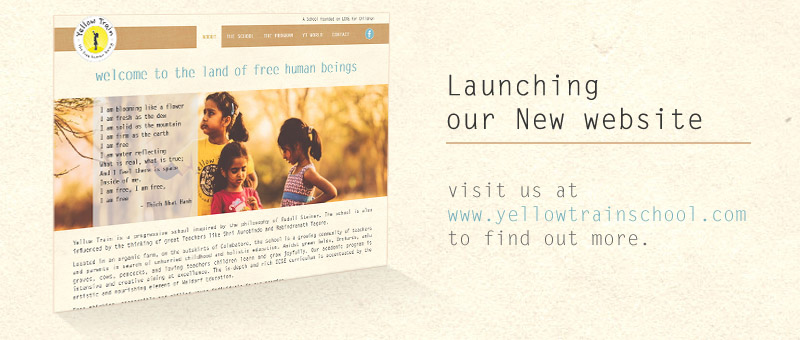 Yellow Train
A School founded on LOVE for Children
HOME
THE SCHOOL
THE PROGRAM
YT WORLD
CONTACT
f
welcome to the land of free human beings
I am blooming like a flower
I am fresh as the dew
I am solid as the mountain
I am firm as the earth
I am free
I am water reflecting
What is real, what is true;
And I feel there is space
Inside of me.
I am free, I am free,
I am free
- Thich Nhat Hanh
Yellow Train is a progressive school inspired by the philosophy of Rudolf Steiner. The school is also
influenced by the thinking of great Teachers like Shri Aurobindo and Rabindranath Tagore.
Located in an organic farm, on the outskirts of Coimbatore, the school is a growing community of teachers
and parents in search of unhurried childhood and holistic education. Amidst green fields, Orchards,
groves, cows, peacocks, and loving teachers children learn and grow joyfully. Our academic program is
intensive and creative aiming at excellence. The in-depth and rich ICSE curriculum is accentuated by the
artistic and nourishing element of Waldorf Education.
Launching
our New website
visit us at
www.yellowtrainschool.com
to find out more.